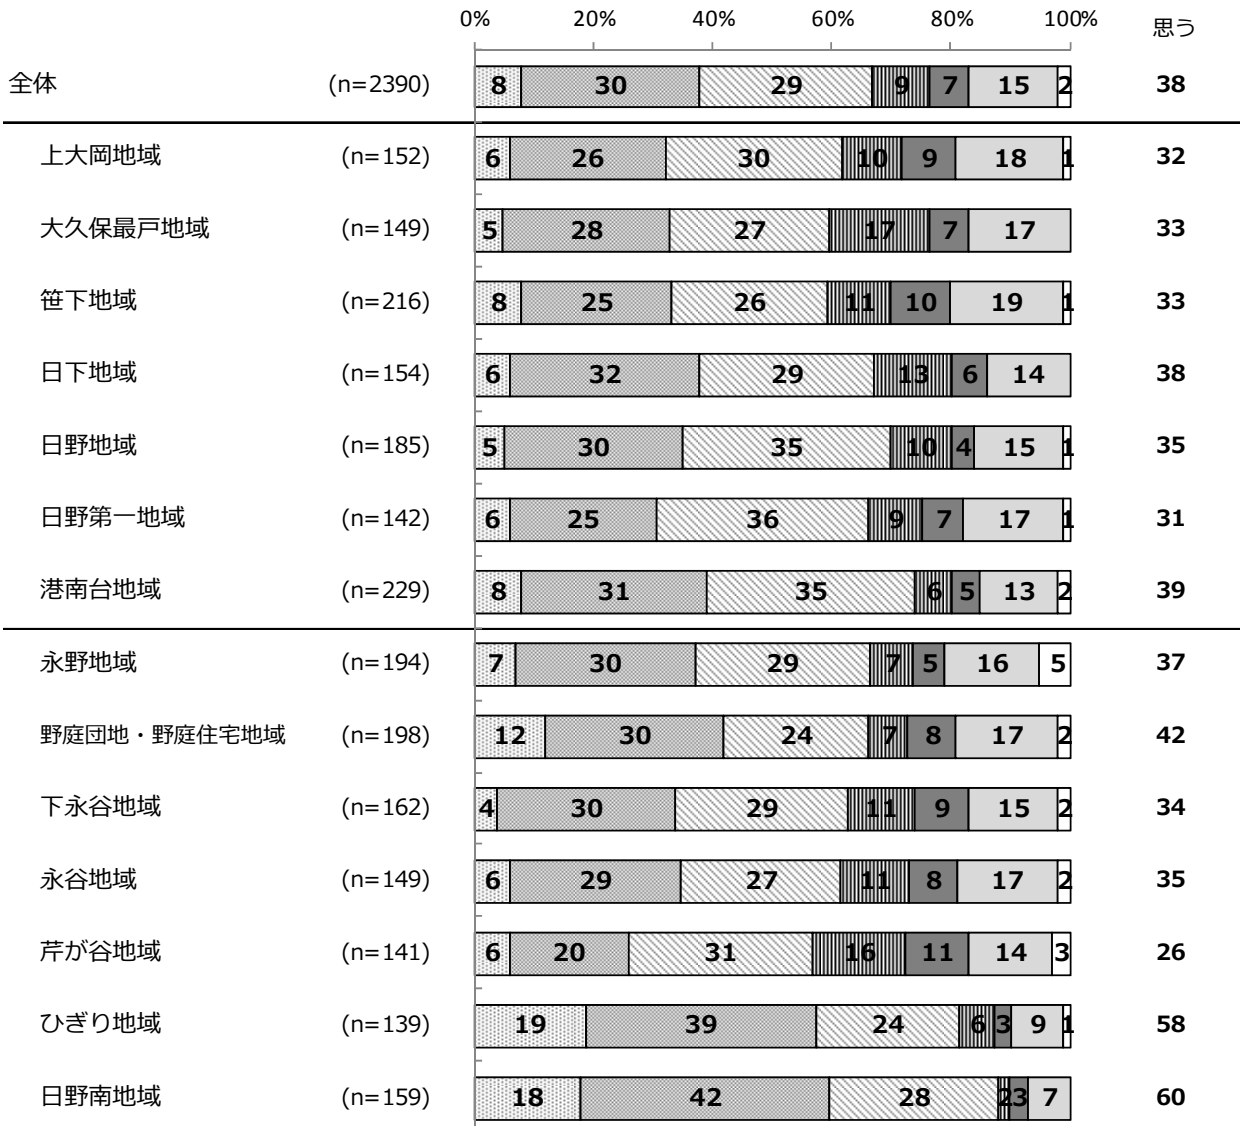 0% 20% 40% 60% 80% 100% 思う
全体 (n=2390) 8 30 29 9 7 15 2 38
上大岡地域 (n=152) 6 26 30 10 9 18 1 32
大久保最戸地域 (n=149) 5 28 27 17 7 17 33
笹下地域 (n=216) 8 25 26 11 10 19 1 33
日下地域 (n=154) 6 32 29 13 6 14 38
日野地域 (n=185) 5 30 35 10 4 15 1 35
日野第一地域 (n=142) 6 25 36 9 7 17 1 31
港南台地域 (n=229) 8 31 35 6 5 13 2 39
永野地域 (n=194) 7 30 29 7 5 16 5 37
野庭団地・野庭住宅地域 (n=198) 12 30 24 7 8 17 2 42
下永谷地域 (n=162) 4 30 29 11 9 15 2 34
永谷地域 (n=149) 6 29 27 11 8 17 2 35
芹が谷地域 (n=141) 6 20 31 16 11 14 3 26
ひぎり地域 (n=139) 19 39 24 6 3 9 1 58
日野南地域 (n=159) 18 42 28 2 3 7 60